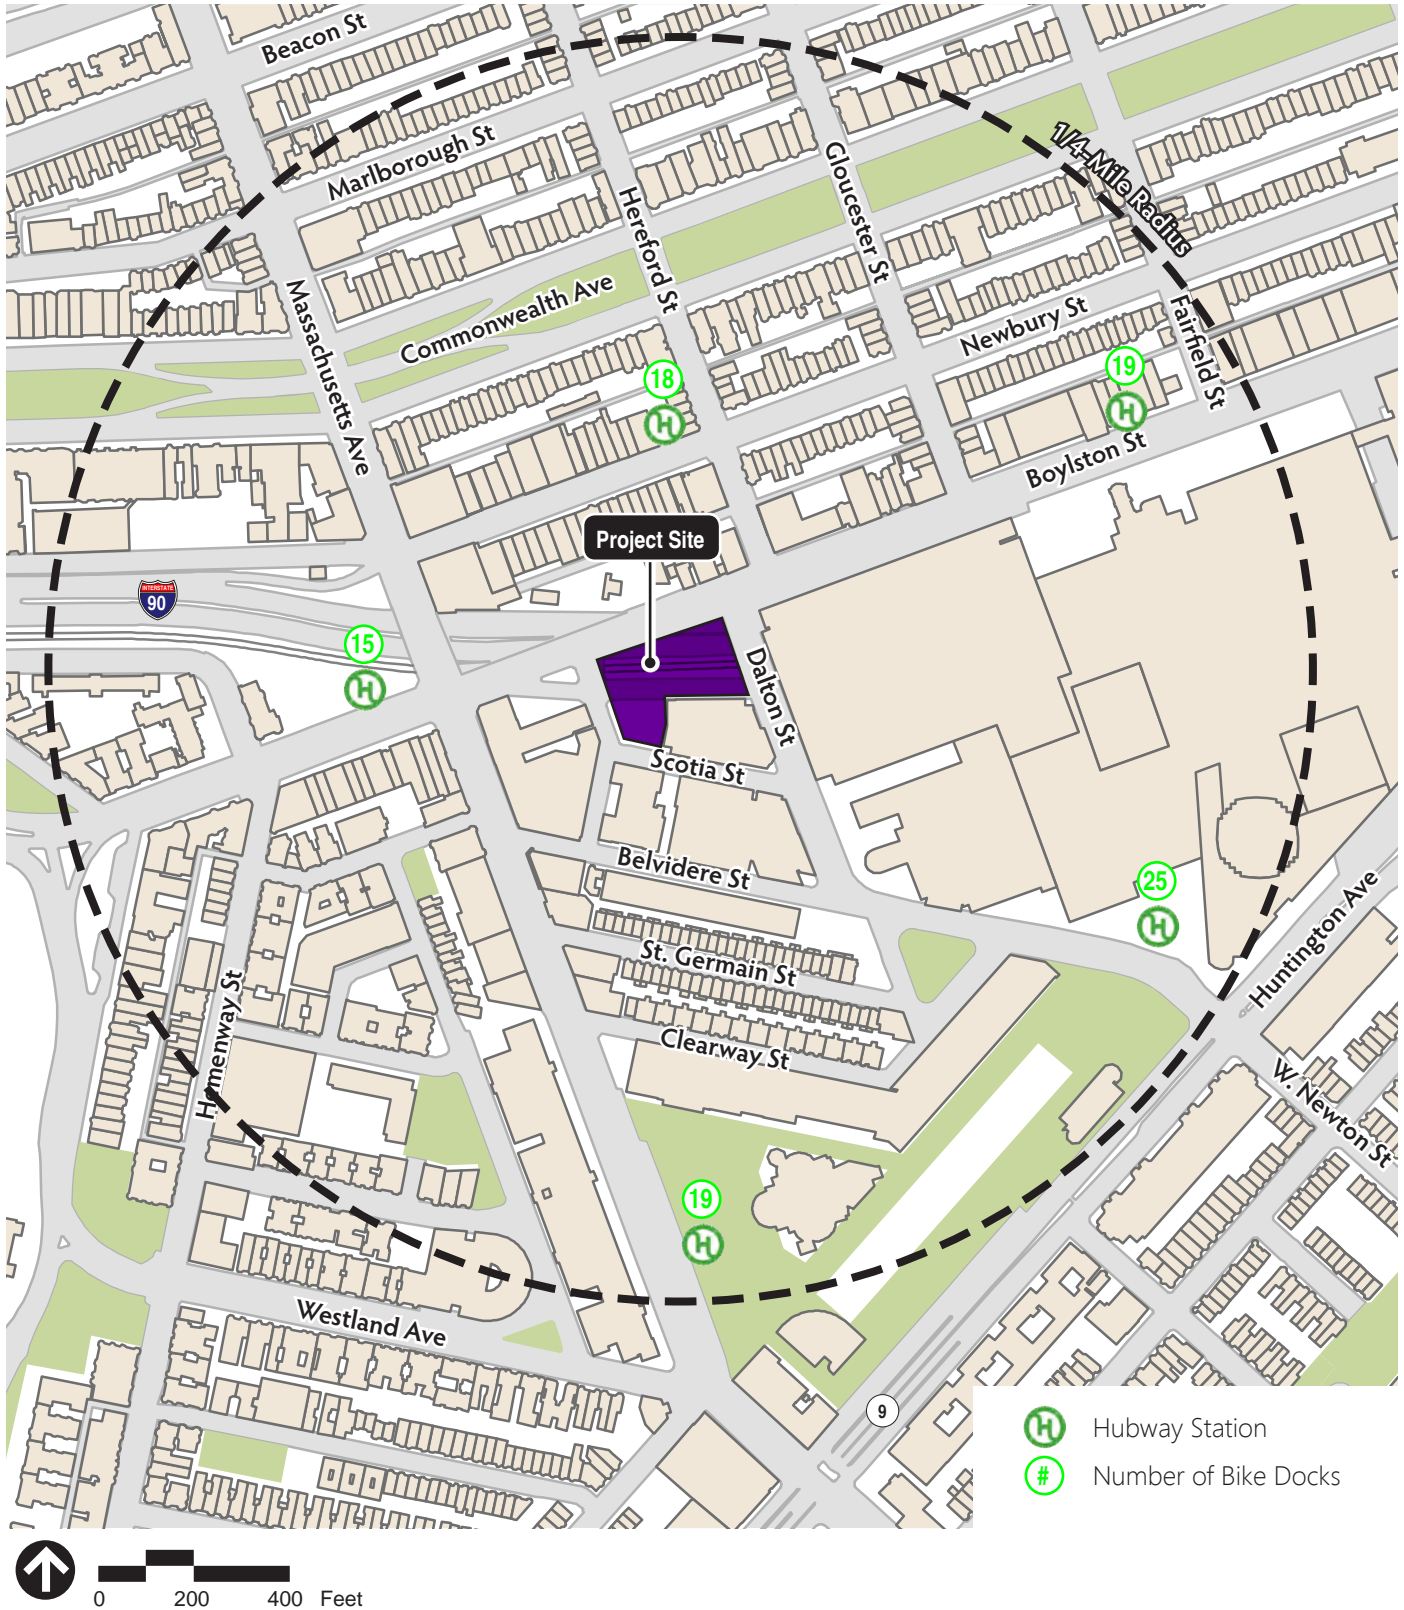 Beacon St
Marlborough St
1/4-Mile Radius
Gloucester St
Hereford St
Commonwealth Ave
Massachusetts Ave
Newbury St
Fairfield St
18
19
Boylston St
Project Site
INTERSTATE
90
15
Dalton St
Scotia St
Belvidere St
25
Huntington Ave
St. Germain St
Hemenway St
Clearway St
W. Newton St
19
Westland Ave
9
Hubway Station
# Number of Bike Docks
0 200 400 Feet